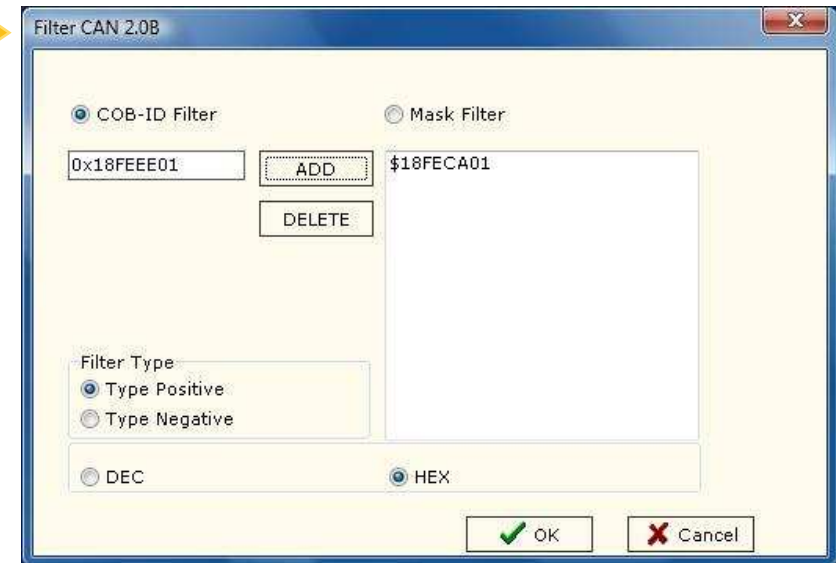 Filter CAN 2.0B
COB-ID Filter
Mask Filter
0x18FEEE01
ADD
$18FECA01
DELETE
Filter Type
Type Positive
Type Negative
DEC
HEX
OK
Cancel